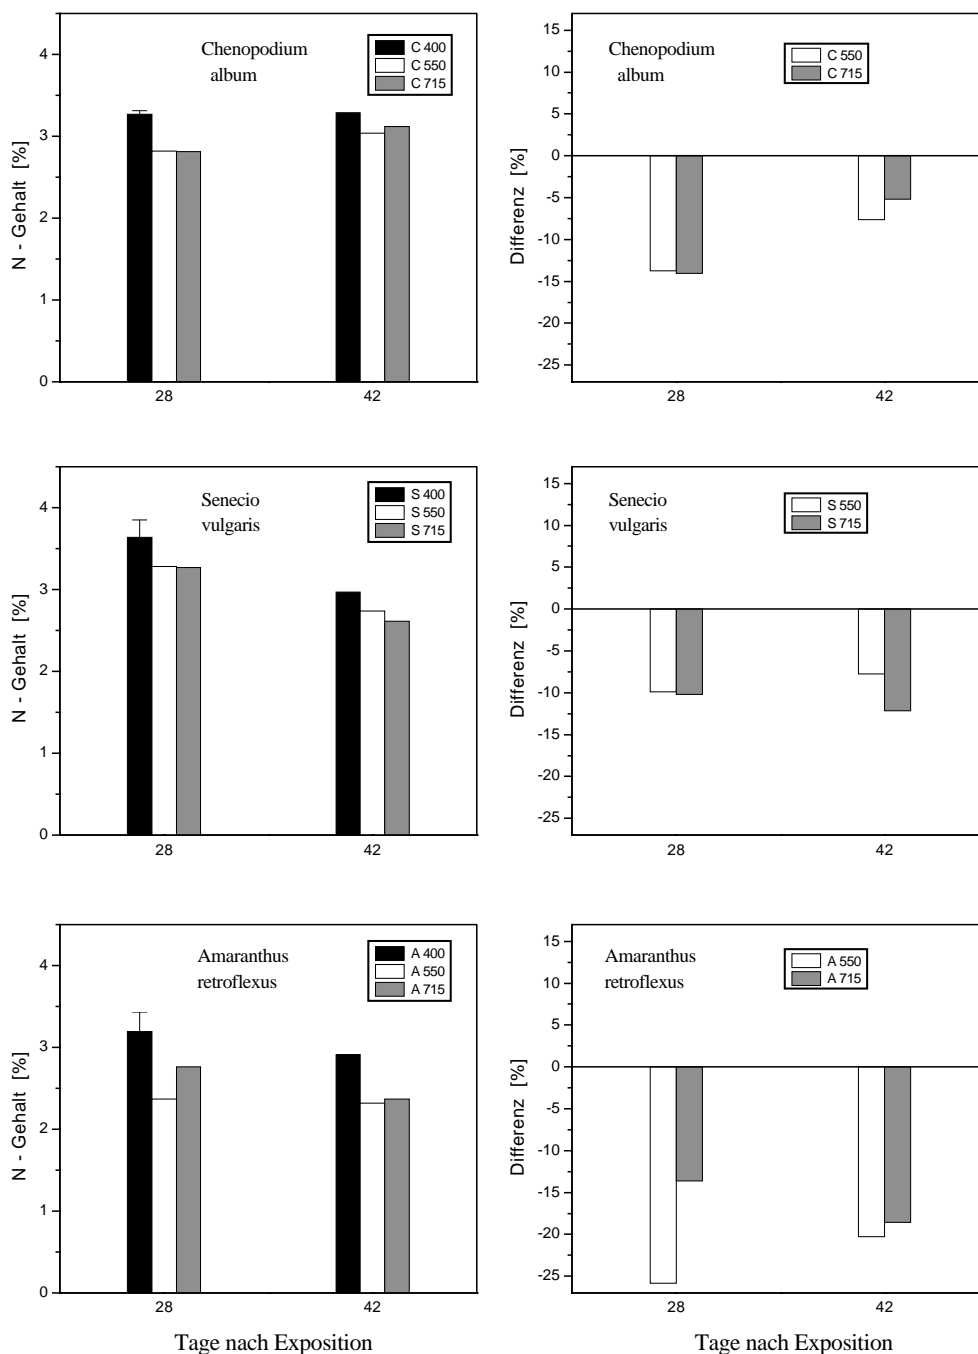 4
3
2
1
0
N - Gehalt [%]
Chenopodium
album
C 400
C 550
C 715
28
42
15
10
5
0
-5
-10
-15
-20
-25
Differenz [%]
Chenopodium
album
C 550
C 715
28
42
4
3
2
1
0
N - Gehalt [%]
Senecio
vulgaris
S 400
S 550
S 715
28
42
15
10
5
0
-5
-10
-15
-20
-25
Differenz [%]
Senecio
vulgaris
S 550
S 715
28
42
4
3
2
1
0
N - Gehalt [%]
Amaranthus
retroflexus
A 400
A 550
A 715
28
42
Tage nach Exposition
15
10
5
0
-5
-10
-15
-20
-25
Differenz [%]
Amaranthus
retroflexus
A 550
A 715
28
42
Tage nach Exposition